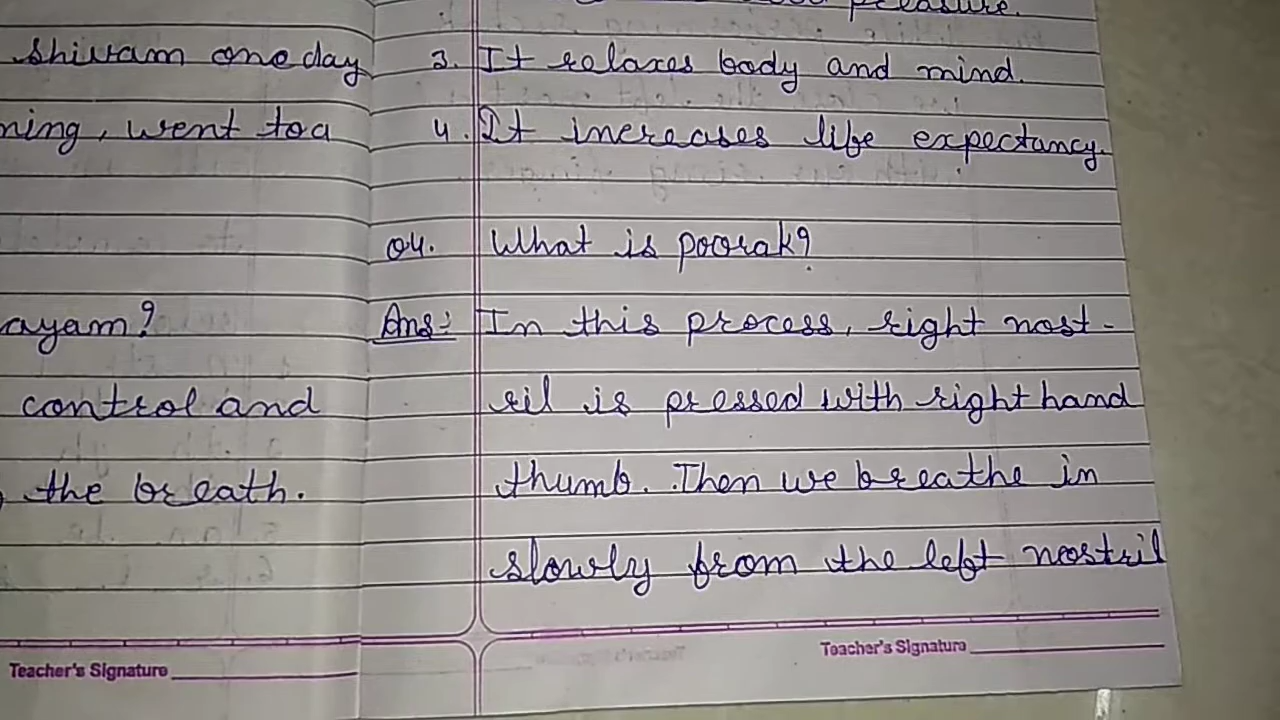 shivam one day
ning, went to a
ayam?
control and
the breath.
Teacher's Signature
pleasure.
3. It relaxes body and mind.
4. It increases life expectancy.
Q4. What is poorak?
Ans:- In this process, right nost-
ril is pressed with right hand
thumb. Then we breathe in
slowly from the left nostril
Teacher's Signature